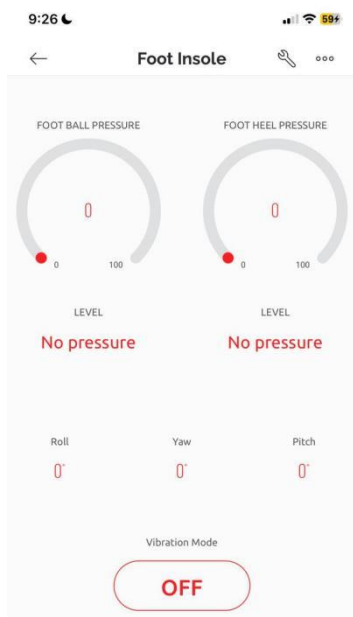 9:26 59
Foot Insole
FOOT BALL PRESSURE FOOT HEEL PRESSURE
0 0
0 100 0 100
LEVEL LEVEL
No pressure No pressure
Roll Yaw Pitch
0° 0° 0°
Vibration Mode
OFF